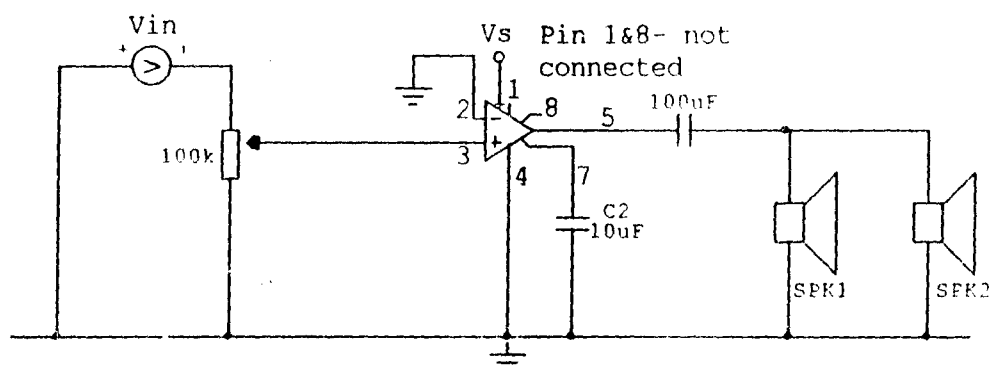 Vin
+ '
Vs Pin 1&8- not
connected
1
8
2
-
100uF
5
100k
+
3
4
7
C2
10uF
SPK1
SPK2